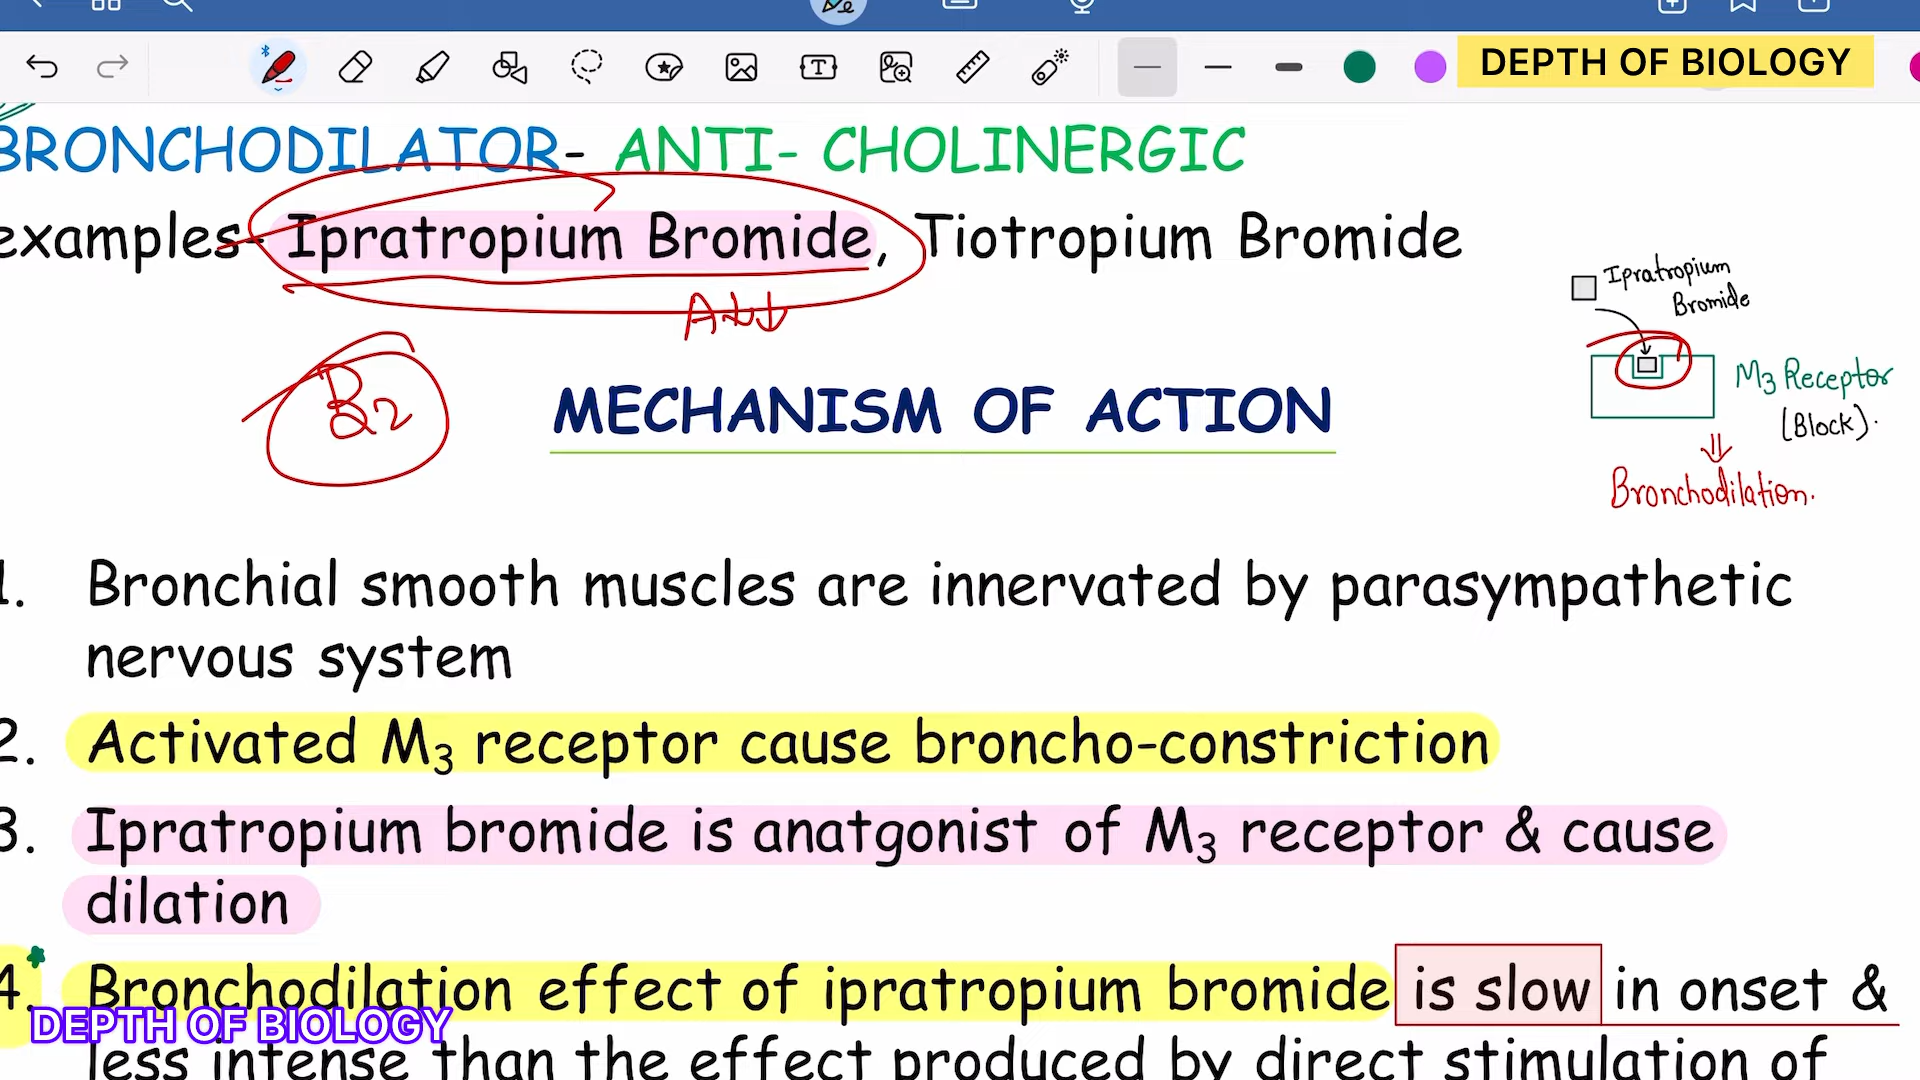 DEPTH OF BIOLOGY
BRONCHODILATOR- ANTI- CHOLINERGIC
examples- Ipratropium Bromide, Tiotropium Bromide
Ipratropium
Bromide
B2
MECHANISM OF ACTION
M3 Receptor
(Block).
Bronchodilation.
1. Bronchial smooth muscles are innervated by parasympathetic
nervous system
2. Activated M3 receptor cause broncho-constriction
3. Ipratropium bromide is anatgonist of M3 receptor & cause
dilation
4. Bronchodilation effect of ipratropium bromide is slow in onset &
DEPTH OF BIOLOGY
less intense than the effect produced by direct stimulation of